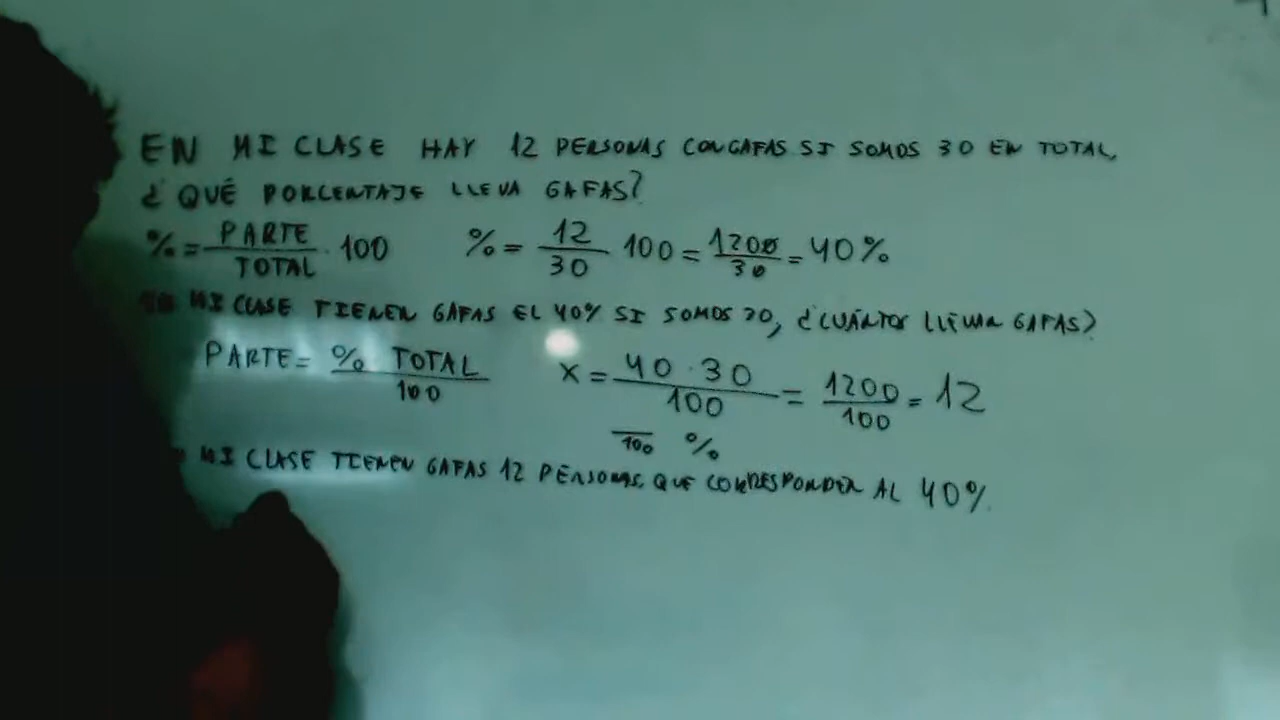 EN MI CLASE HAY 12 PERSONAS CON GAFAS SI SOMOS 30 EN TOTAL,
¿QUÉ PORCENTAJE LLEVA GAFAS?
% = PARTE / TOTAL · 100 % = 12 / 30 · 100 = 1200 / 30 = 40%
MI CLASE TIENEN GAFAS EL 40% SI SOMOS 30, ¿CUÁNTOS LLEVAN GAFAS?
PARTE = % · TOTAL / 100 X = 40 · 30 / 100 = 1200 / 100 = 12
/ 100 %
MI CLASE TIENEN GAFAS 12 PERSONAS, QUE CORRESPONDEN AL 40%.